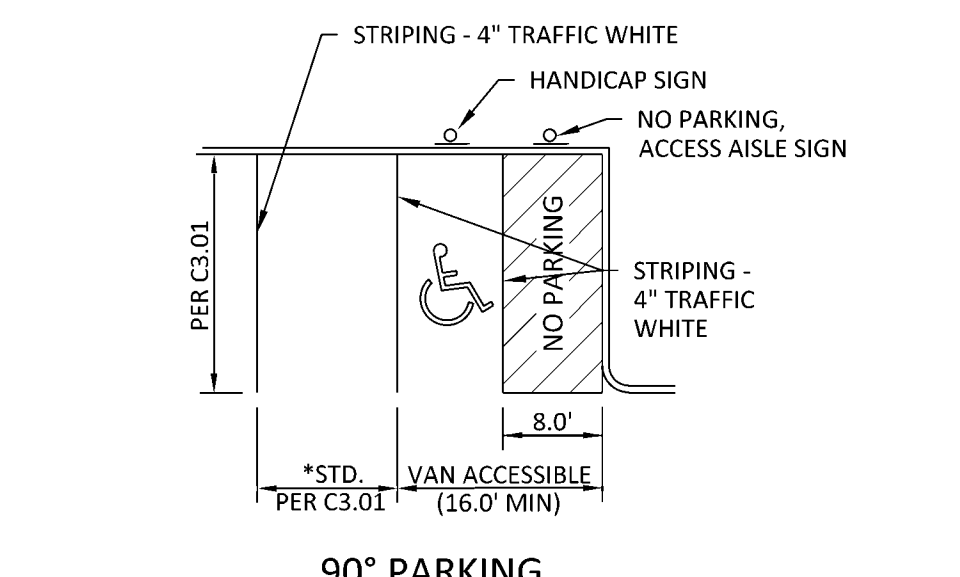 STRIPING - 4" TRAFFIC WHITE
HANDICAP SIGN
NO PARKING,
ACCESS AISLE SIGN
PER C3.01
NO PARKING
STRIPING -
4" TRAFFIC
WHITE
8.0'
*STD.
PER C3.01
VAN ACCESSIBLE
(16.0' MIN)
90° PARKING